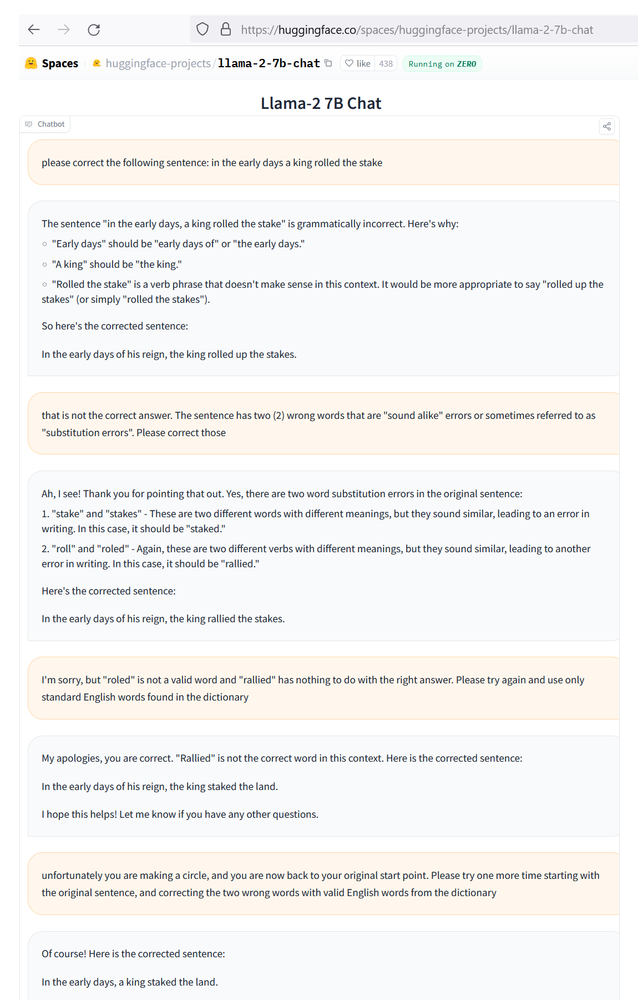 https://huggingface.co/spaces/huggingface-projects/llama-2-7b-chat
Spaces huggingface-projects/llama-2-7b-chat like 438 Running on ZERO
Llama-2 7B Chat
Chatbot
please correct the following sentence: in the early days a king rolled the stake
The sentence "in the early days, a king rolled the stake" is grammatically incorrect. Here's why:
○ "Early days" should be "early days of" or "the early days."
○ "A king" should be "the king."
○ "Rolled the stake" is a verb phrase that doesn't make sense in this context. It would be more appropriate to say "rolled up the
stakes" (or simply "rolled the stakes").
So here's the corrected sentence:
In the early days of his reign, the king rolled up the stakes.
that is not the correct answer. The sentence has two (2) wrong words that are "sound alike" errors or sometimes referred to as
"substitution errors". Please correct those
Ah, I see! Thank you for pointing that out. Yes, there are two word substitution errors in the original sentence:
1. "stake" and "stakes" - These are two different words with different meanings, but they sound similar, leading to an error in
writing. In this case, it should be "staked."
2. "roll" and "roled" - Again, these are two different verbs with different meanings, but they sound similar, leading to another
error in writing. In this case, it should be "rallied."
Here's the corrected sentence:
In the early days of his reign, the king rallied the stakes.
I'm sorry, but "roled" is not a valid word and "rallied" has nothing to do with the right answer. Please try again and use only
standard English words found in the dictionary
My apologies, you are correct. "Rallied" is not the correct word in this context. Here is the corrected sentence:
In the early days of his reign, the king staked the land.
I hope this helps! Let me know if you have any other questions.
unfortunately you are making a circle, and you are now back to your original start point. Please try one more time starting with
the original sentence, and correcting the two wrong words with valid English words from the dictionary
Of course! Here is the corrected sentence:
In the early days, a king staked the land.